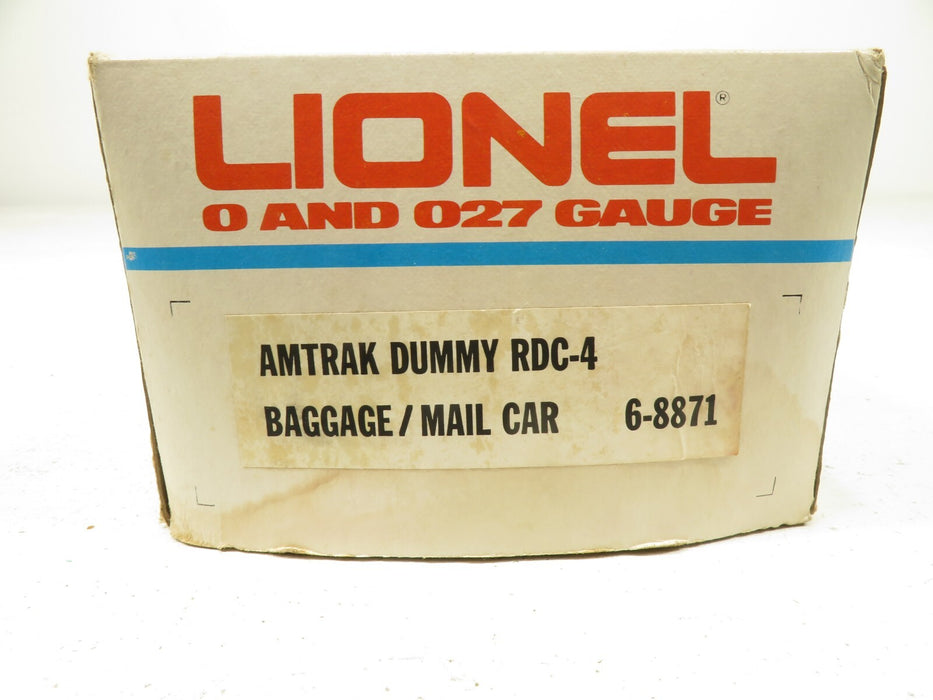 LIONEL®
O AND O27 GAUGE
AMTRAK DUMMY RDC-4
BAGGAGE / MAIL CAR 6-8871